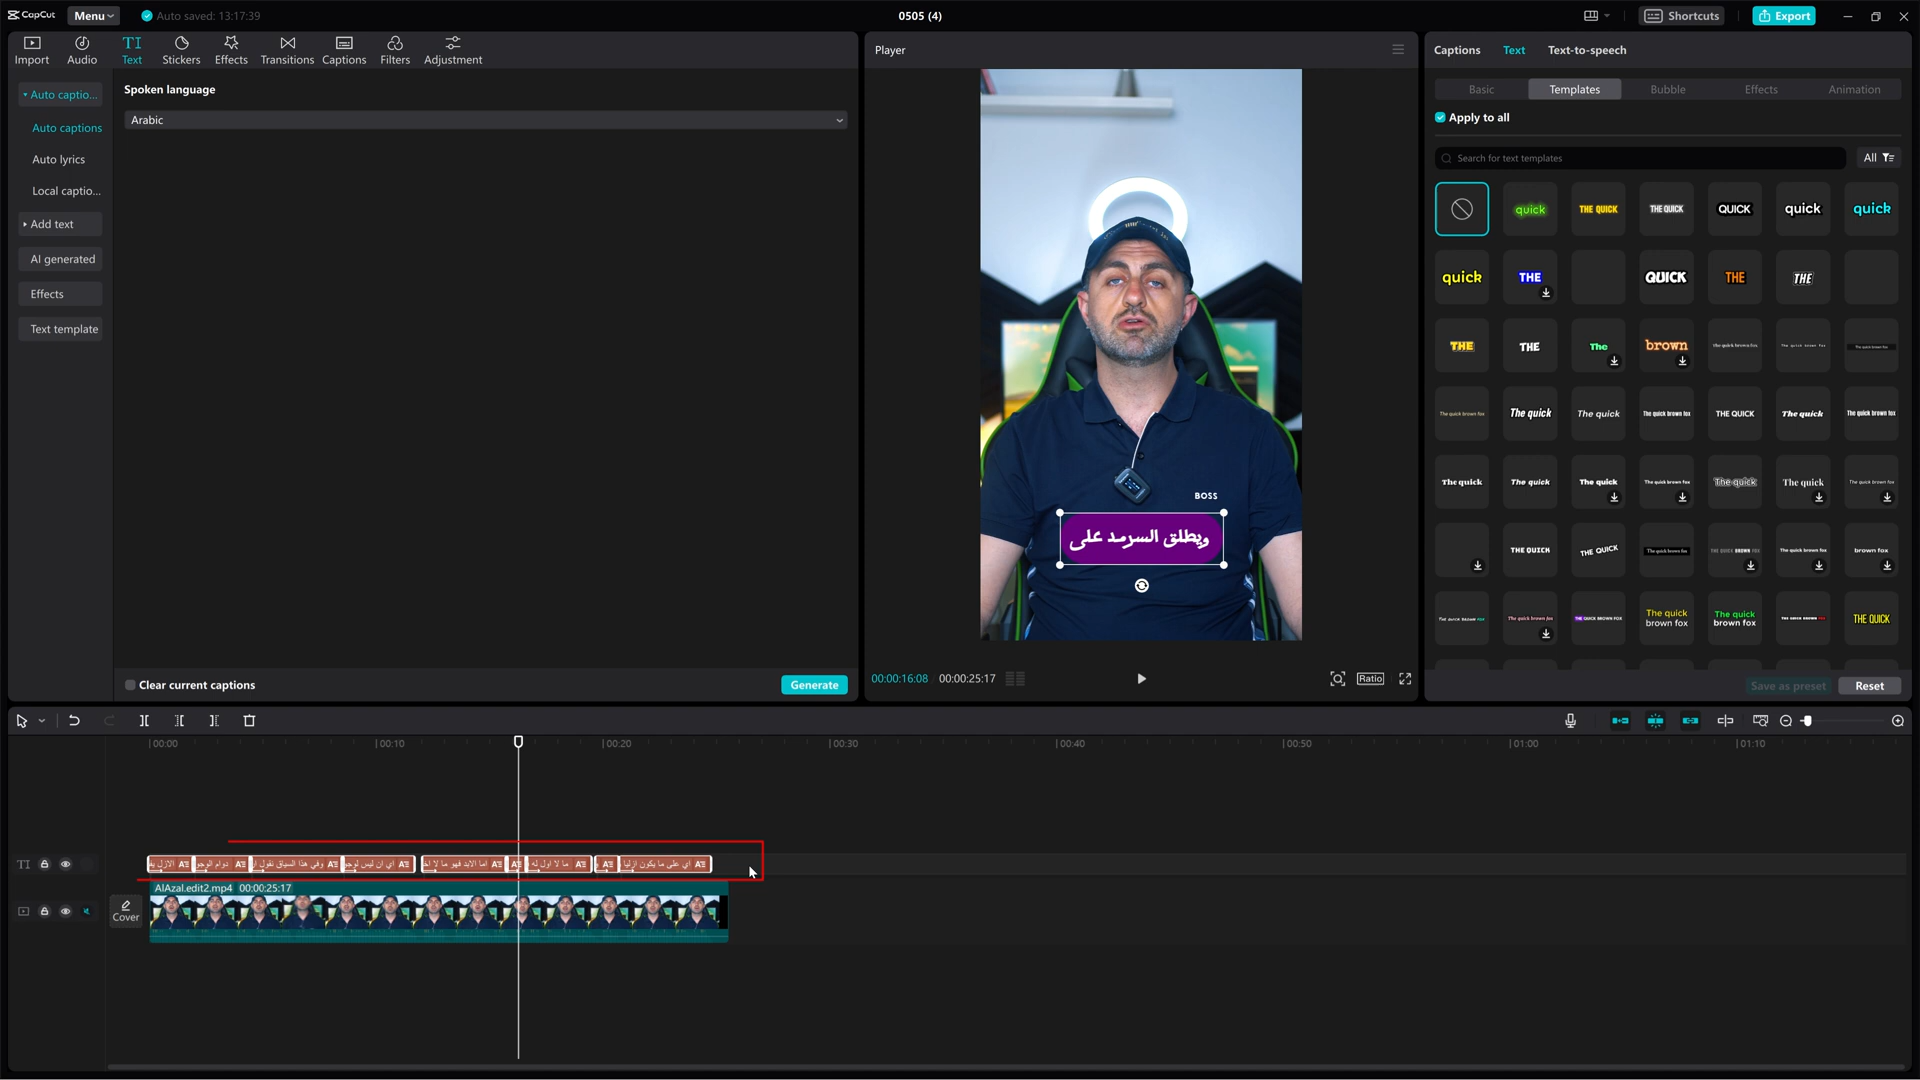 CapCut
Menu
Auto saved: 13:17:39
0505 (4)
Shortcuts
Export
Import
Audio
TI
Text
Stickers
Effects
Transitions
Captions
Filters
Adjustment
Auto captio...
Auto captions
Auto lyrics
Local captio...
Add text
AI generated
Effects
Text template
Spoken language
Arabic
Clear current captions
Generate
Player
BOSS
ويطلق السرمد على
00:00:16:08
00:00:25:17
Ratio
Captions
Text
Text-to-speech
Basic
Templates
Bubble
Effects
Animation
Apply to all
Search for text templates
All
quick
THE QUICK
THE QUICK
QUICK
quick
quick
quick
THE
QUICK
THE
THE
THE
THE
The
brown
The quick brown fox
The quick brown fox
The quick brown fox
The quick brown fox
The quick
The quick
The quick brown fox
THE QUICK
The quick
The quick brown fox
The quick
The quick
The quick
The quick brown fox
The quick
The quick
The quick brown fox
THE QUICK
THE QUICK
The quick brown fox
THE QUICK BROWN FOX
The quick brown fox
brown fox
THE QUICK BROWN FOX
The quick brown fox
THE QUICK BROWN FOX
The quick
brown fox
The quick
brown fox
THE QUICK BROWN FOX
THE QUICK
Save as preset
Reset
00:00
00:10
00:20
00:30
00:40
00:50
01:00
01:10
TI
الازل يف
دوام الوجو
وفي هذا السياق نقول ا
اي ان ليس لوجو
اما الابد فهو ما لا اخ
ما لا اول له
اي على ما يكون ازليا
Cover
AlAzal.edit2.mp4
00:00:25:17